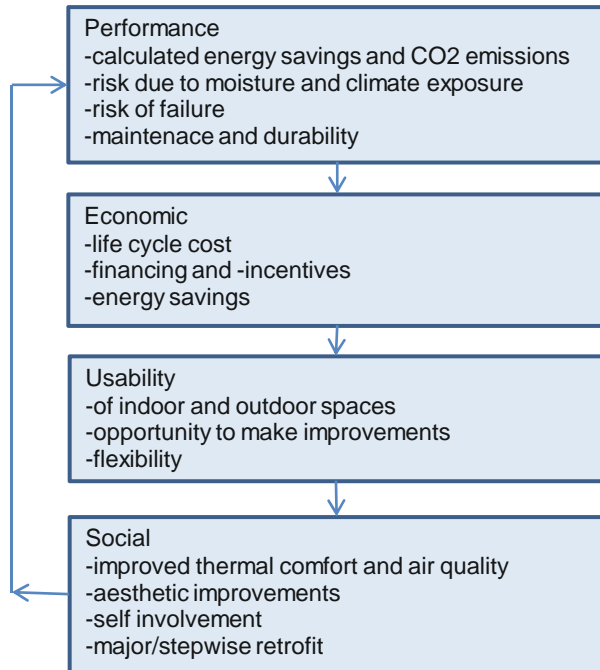 Performance
-calculated energy savings and CO2 emissions
-risk due to moisture and climate exposure
-risk of failure
-maintenace and durability
Economic
-life cycle cost
-financing and -incentives
-energy savings
Usability
-of indoor and outdoor spaces
-opportunity to make improvements
-flexibility
Social
-improved thermal comfort and air quality
-aesthetic improvements
-self involvement
-major/stepwise retrofit